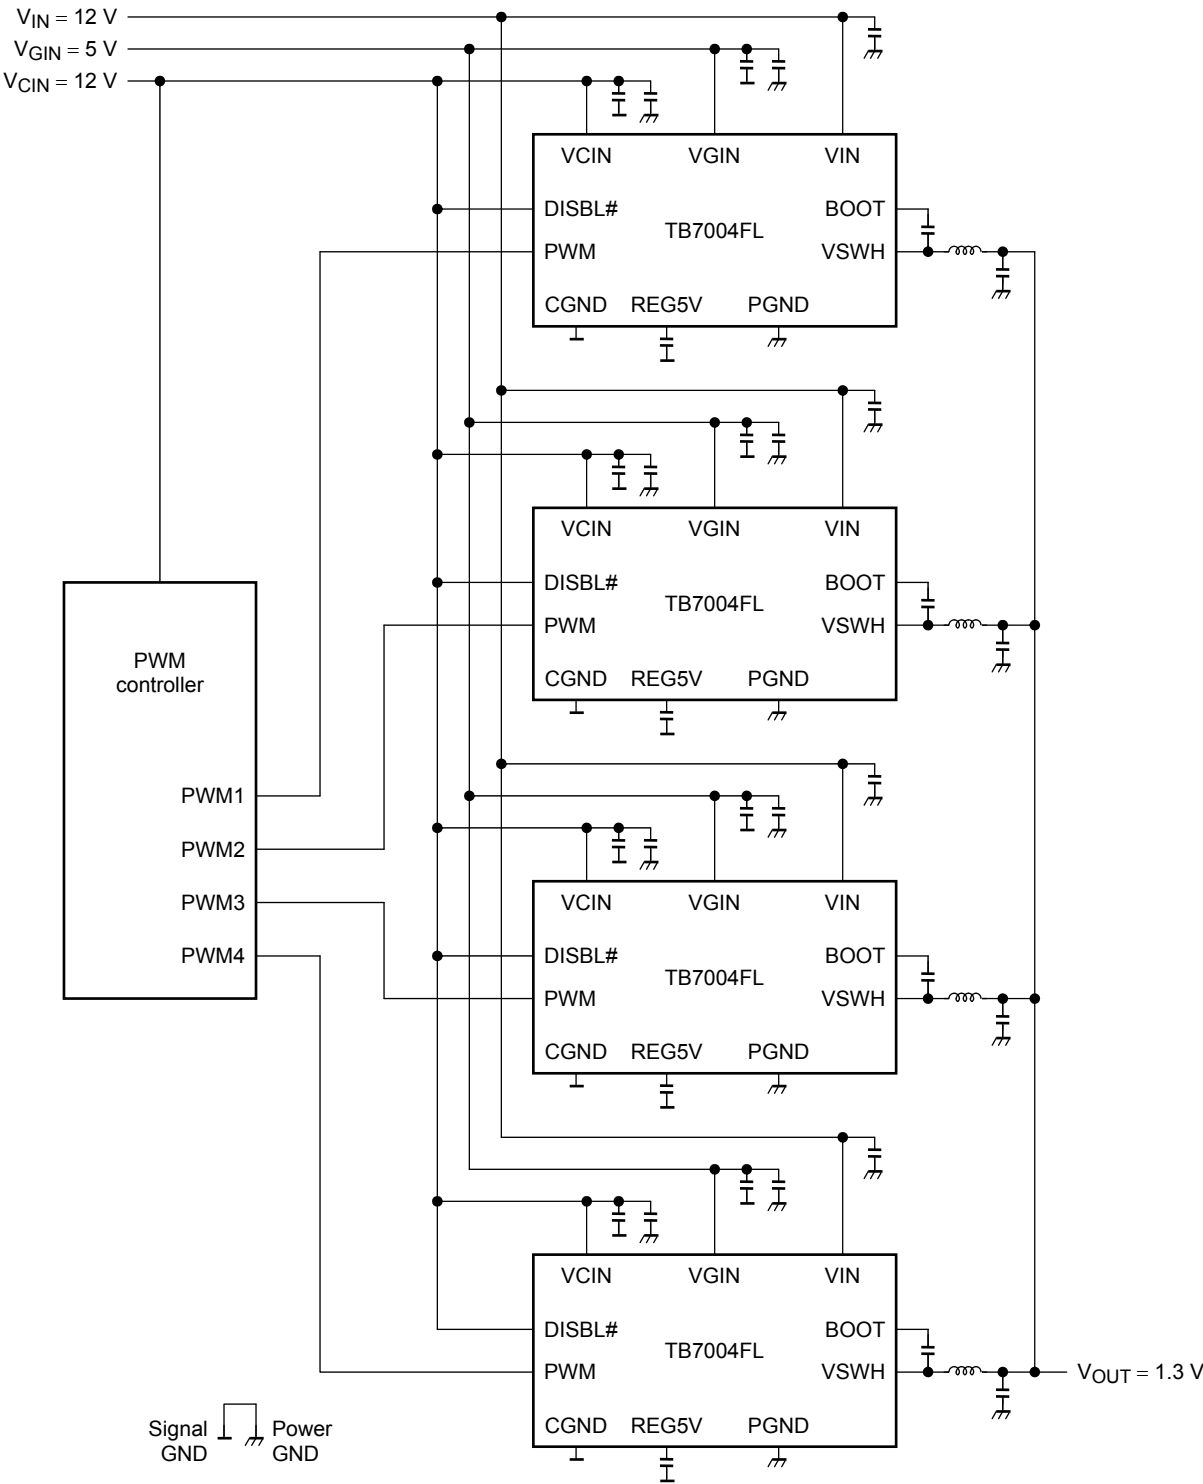 VIN = 12 V
VGIN = 5 V
VCIN = 12 V
VCIN VGIN VIN
DISBL# BOOT
TB7004FL
PWM VSWH
CGND REG5V PGND
VCIN VGIN VIN
DISBL# BOOT
TB7004FL
PWM VSWH
CGND REG5V PGND
PWM
controller
PWM1
PWM2
PWM3
PWM4
VCIN VGIN VIN
DISBL# BOOT
TB7004FL
PWM VSWH
CGND REG5V PGND
VCIN VGIN VIN
DISBL# BOOT
TB7004FL
PWM VSWH
CGND REG5V PGND
VOUT = 1.3 V
Signal
GND
Power
GND